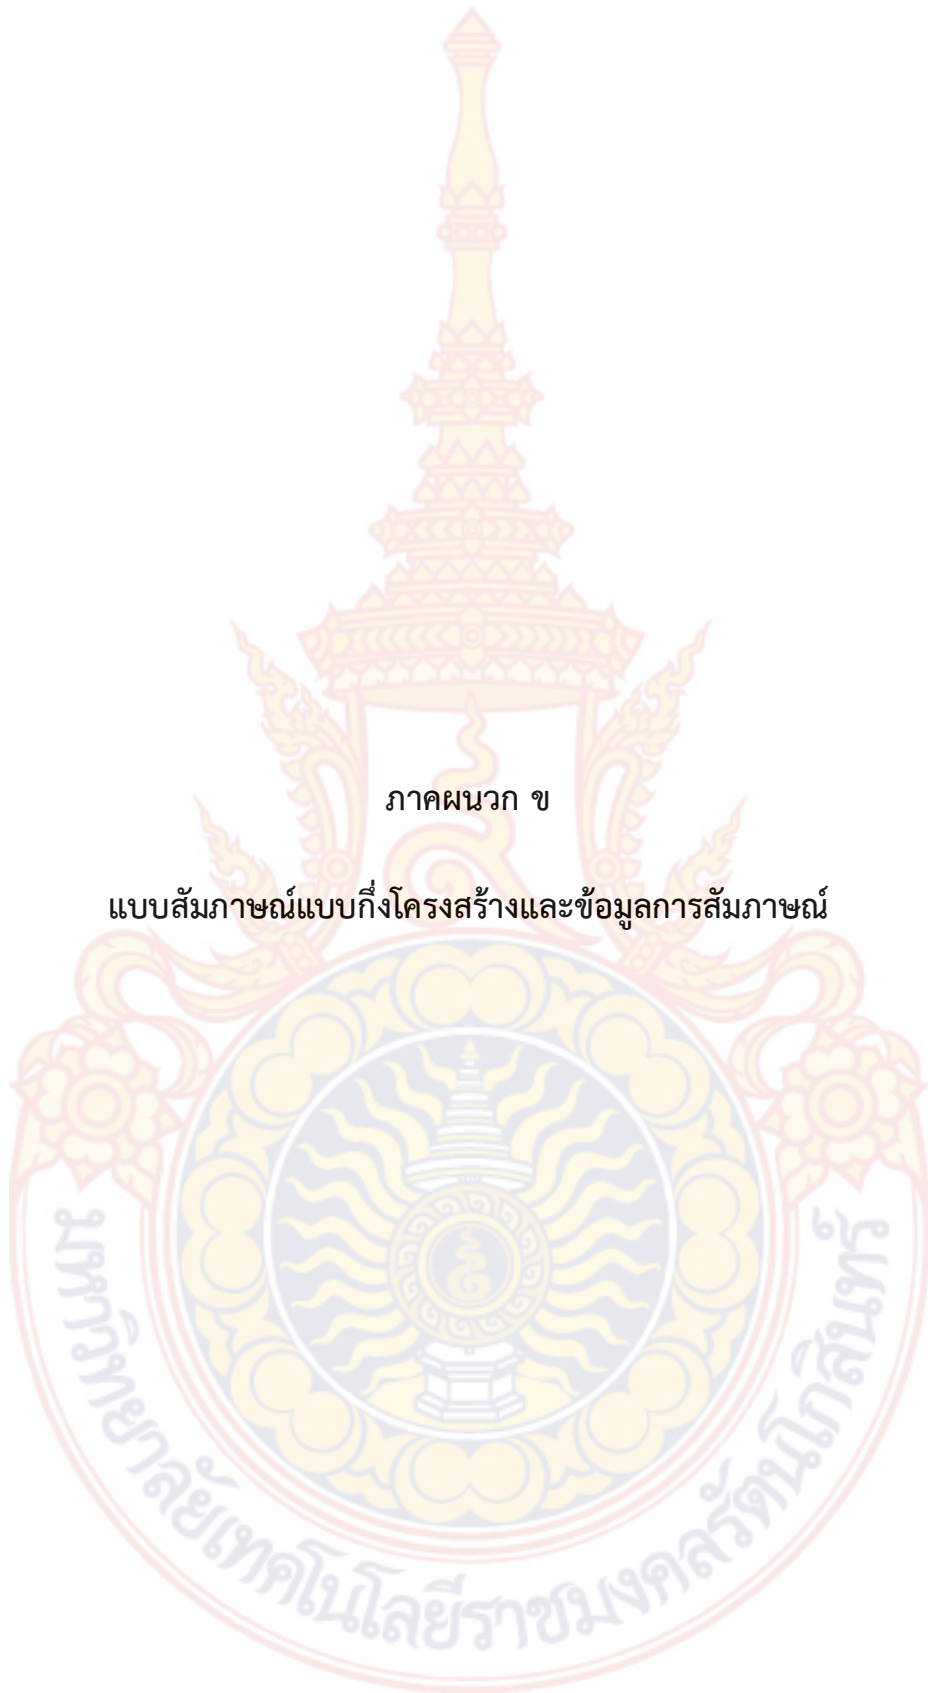 ภาคผนวก ข
แบบสัมภาษณ์แบบกึ่งโครงสร้างและข้อมูลการสัมภาษณ์
มหาวิทยาลัยเทคโนโลยีราชมงคลรัตนโกสินทร์